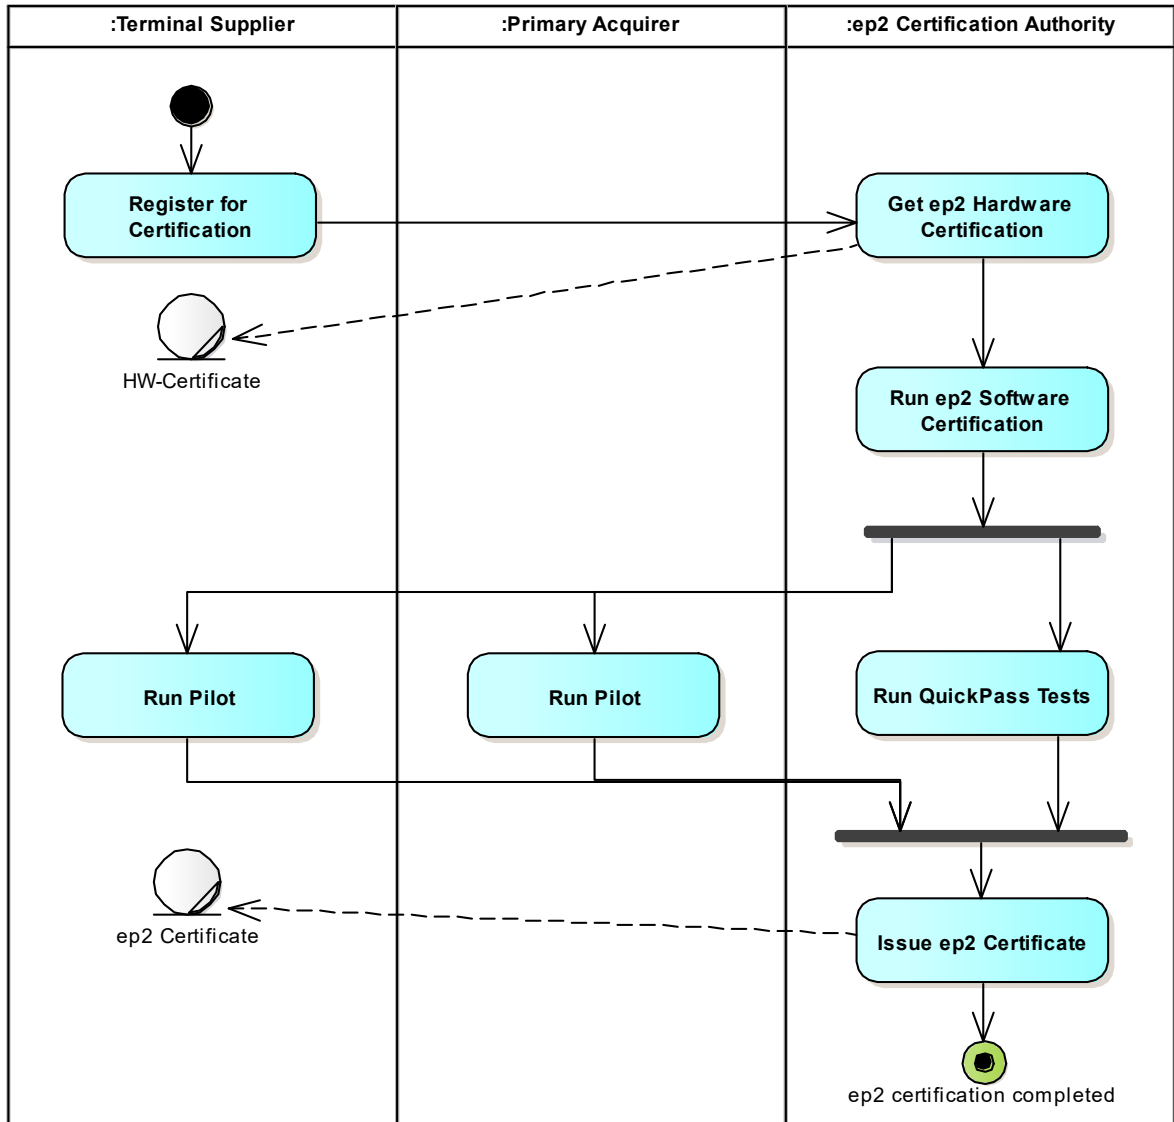 :Terminal Supplier
:Primary Acquirer
:ep2 Certification Authority
Register for
Certification
Get ep2 Hardware
Certification
HW-Certificate
Run ep2 Software
Certification
Run Pilot
Run Pilot
Run QuickPass Tests
ep2 Certificate
Issue ep2 Certificate
ep2 certification completed